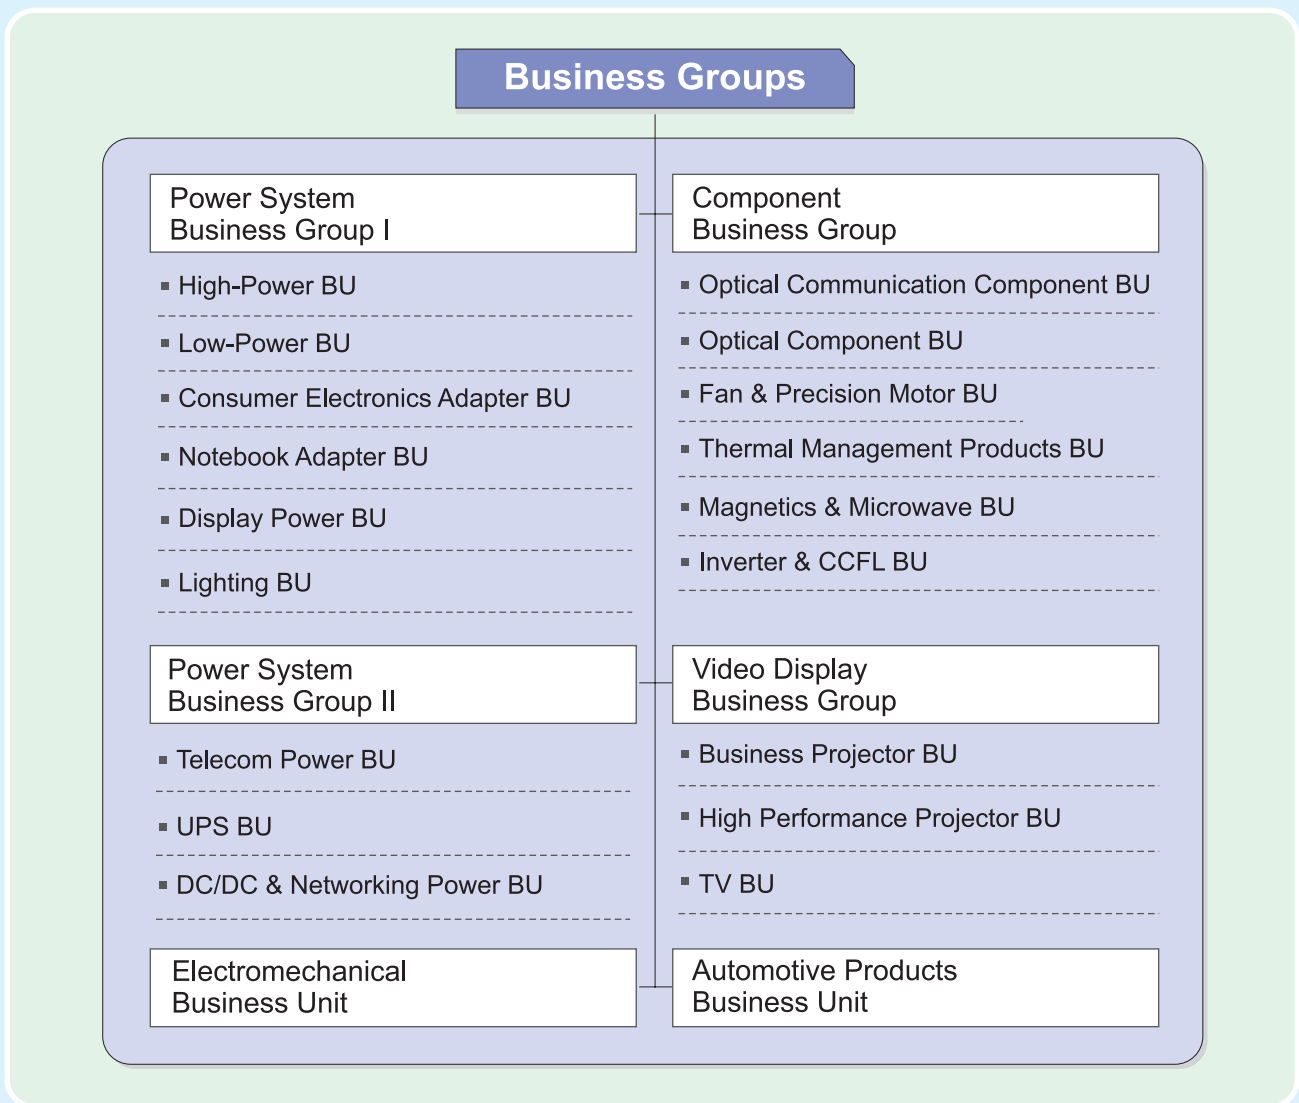 Business Groups
Power System
Business Group I
High-Power BU
Low-Power BU
Consumer Electronics Adapter BU
Notebook Adapter BU
Display Power BU
Lighting BU
Component
Business Group
Optical Communication Component BU
Optical Component BU
Fan & Precision Motor BU
Thermal Management Products BU
Magnetics & Microwave BU
Inverter & CCFL BU
Power System
Business Group II
Telecom Power BU
UPS BU
DC/DC & Networking Power BU
Video Display
Business Group
Business Projector BU
High Performance Projector BU
TV BU
Electromechanical
Business Unit
Automotive Products
Business Unit